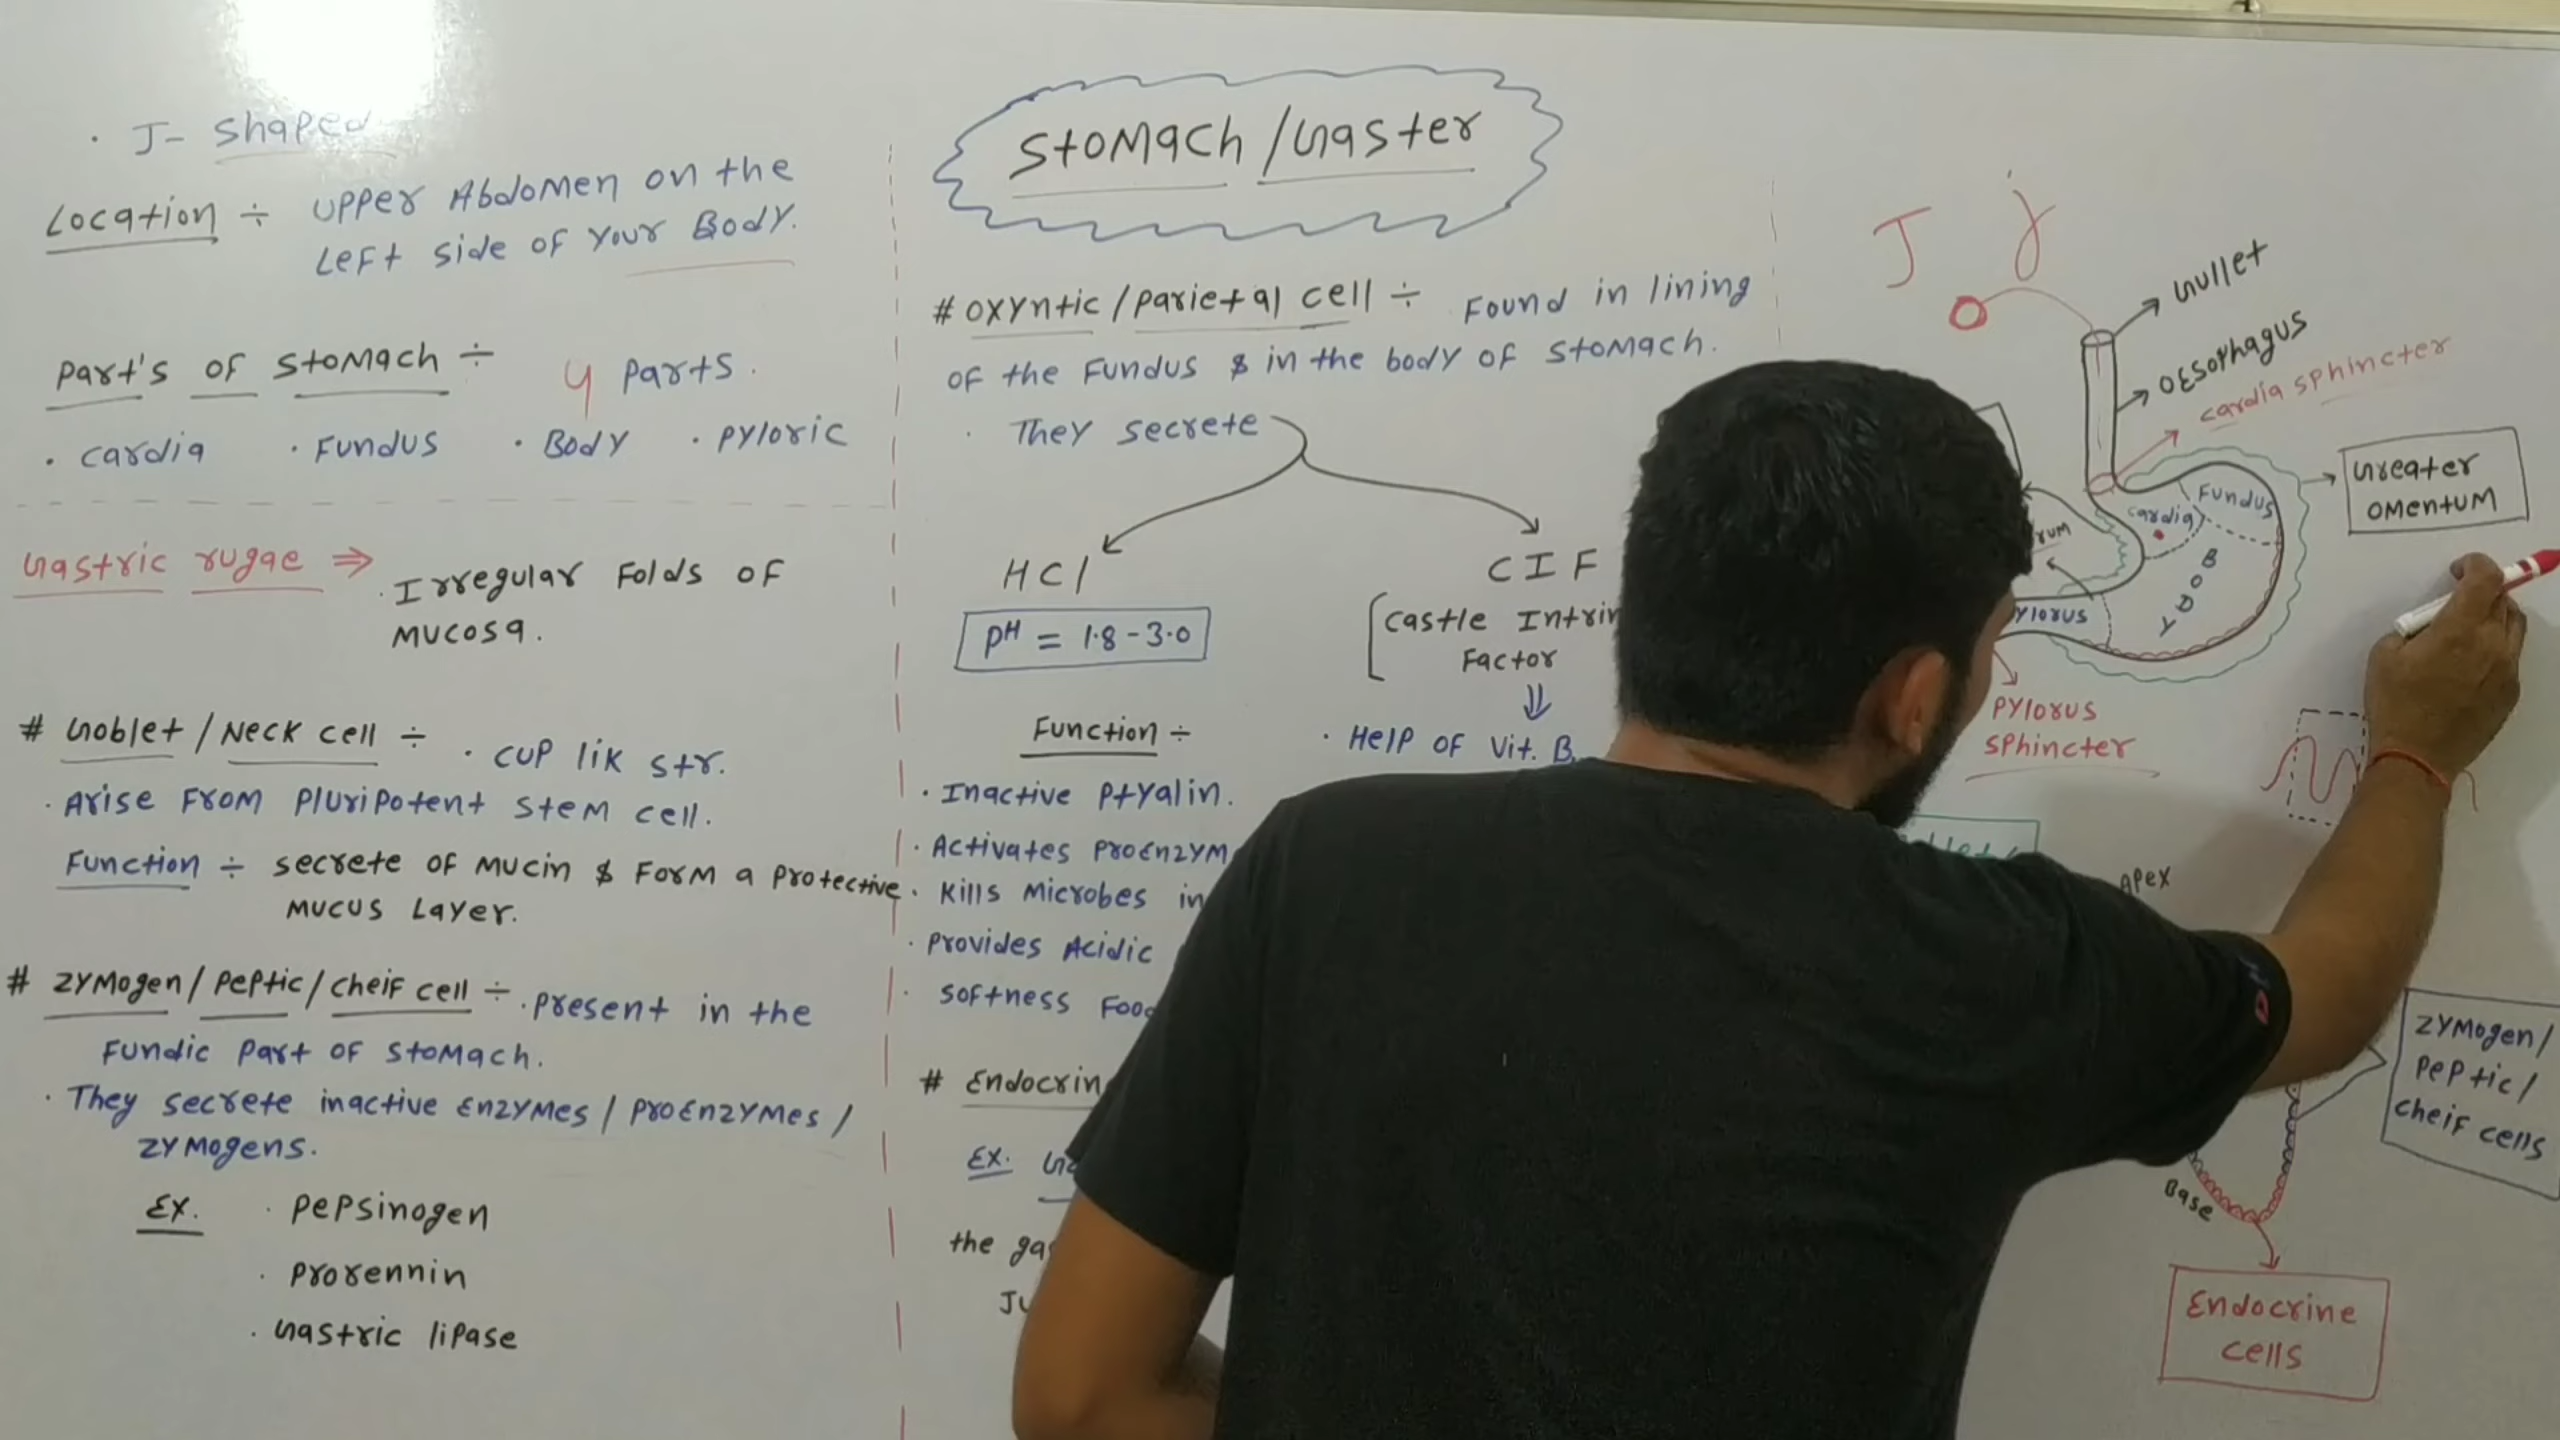 Stomach / Gaster
· J- shaped
Location ÷ upper Abdomen on the
left side of your Body.
Part's of stomach ÷ 4 parts.
· cardia · Fundus · Body · Pyloric
Gastric rugae ⇒ · Irregular Folds of
Mucosa.
# Goblet / Neck cell ÷ · cup lik str.
· Arise From Pluripotent stem cell.
Function ÷ secrete of Mucin & Form a Protective
Mucus Layer.
# Zymogen / Peptic / cheif cell ÷ · Present in the
Fundic Part of stomach.
· They secrete inactive Enzymes / Proenzymes /
Zymogens.
Ex. · Pepsinogen
· Prorennin
· Gastric lipase
# Oxyntic / Parietal cell ÷ Found in lining
of the Fundus & in the body of stomach.
· They secrete
HCl
PH = 1.8 - 3.0
Function ÷
· Inactive Ptyalin.
· Activates
· Kills Microbes in
· Provides Acidic
· Softness
CIF
[Castle
Factor
⇓
· Help of Vit. B
#
Ex.
the
J j
Gullet
Oesophagus
cardia sphincter
Greater
omentum
Fundus
cardia
BODY
Pylorus
sphincter
Apex
Zymogen /
Peptic /
cheif cells
Base
Endocrine
cells